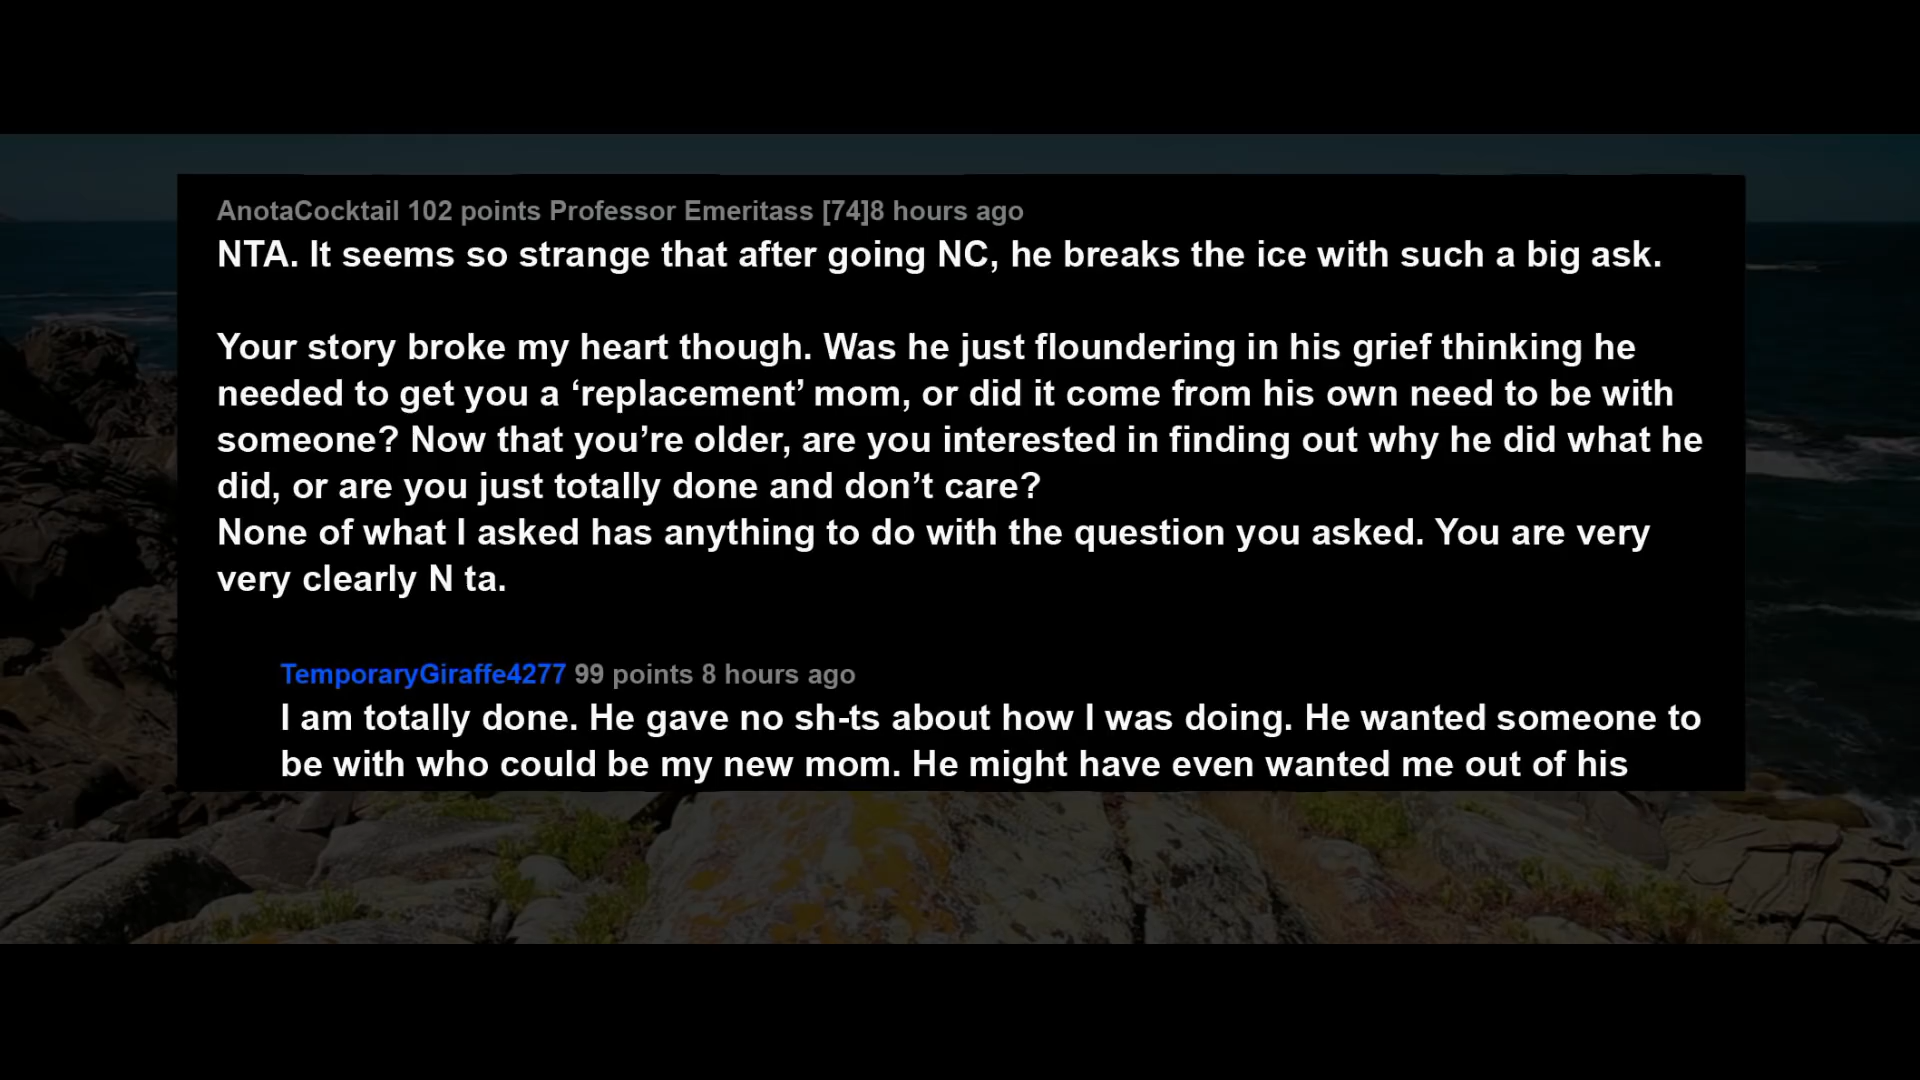 AnotaCocktail 102 points Professor Emeritass [74]8 hours ago
NTA. It seems so strange that after going NC, he breaks the ice with such a big ask.
Your story broke my heart though. Was he just floundering in his grief thinking he
needed to get you a ‘replacement’ mom, or did it come from his own need to be with
someone? Now that you’re older, are you interested in finding out why he did what he
did, or are you just totally done and don’t care?
None of what I asked has anything to do with the question you asked. You are very
very clearly N ta.
TemporaryGiraffe4277 99 points 8 hours ago
I am totally done. He gave no sh-ts about how I was doing. He wanted someone to
be with who could be my new mom. He might have even wanted me out of his